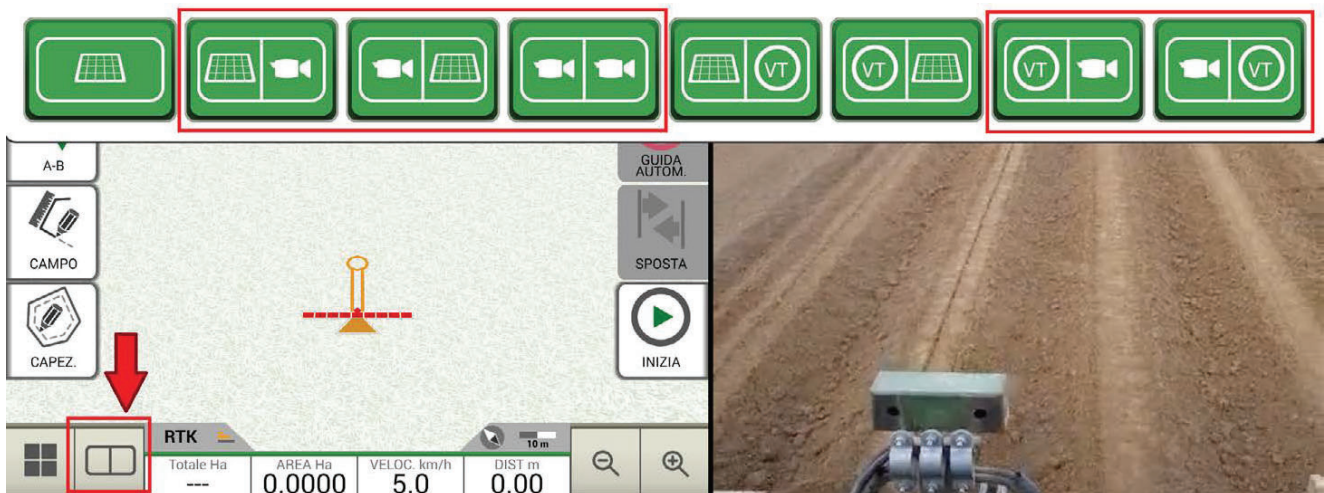 VT
VT
VT
VT
A-B
GUIDA
AUTOM.
CAMPO
SPOSTA
CAPEZ.
INIZIA
RTK
10 m
Totale Ha
AREA Ha
VELOC. km/h
DIST m
---
0.0000
5.0
0.00